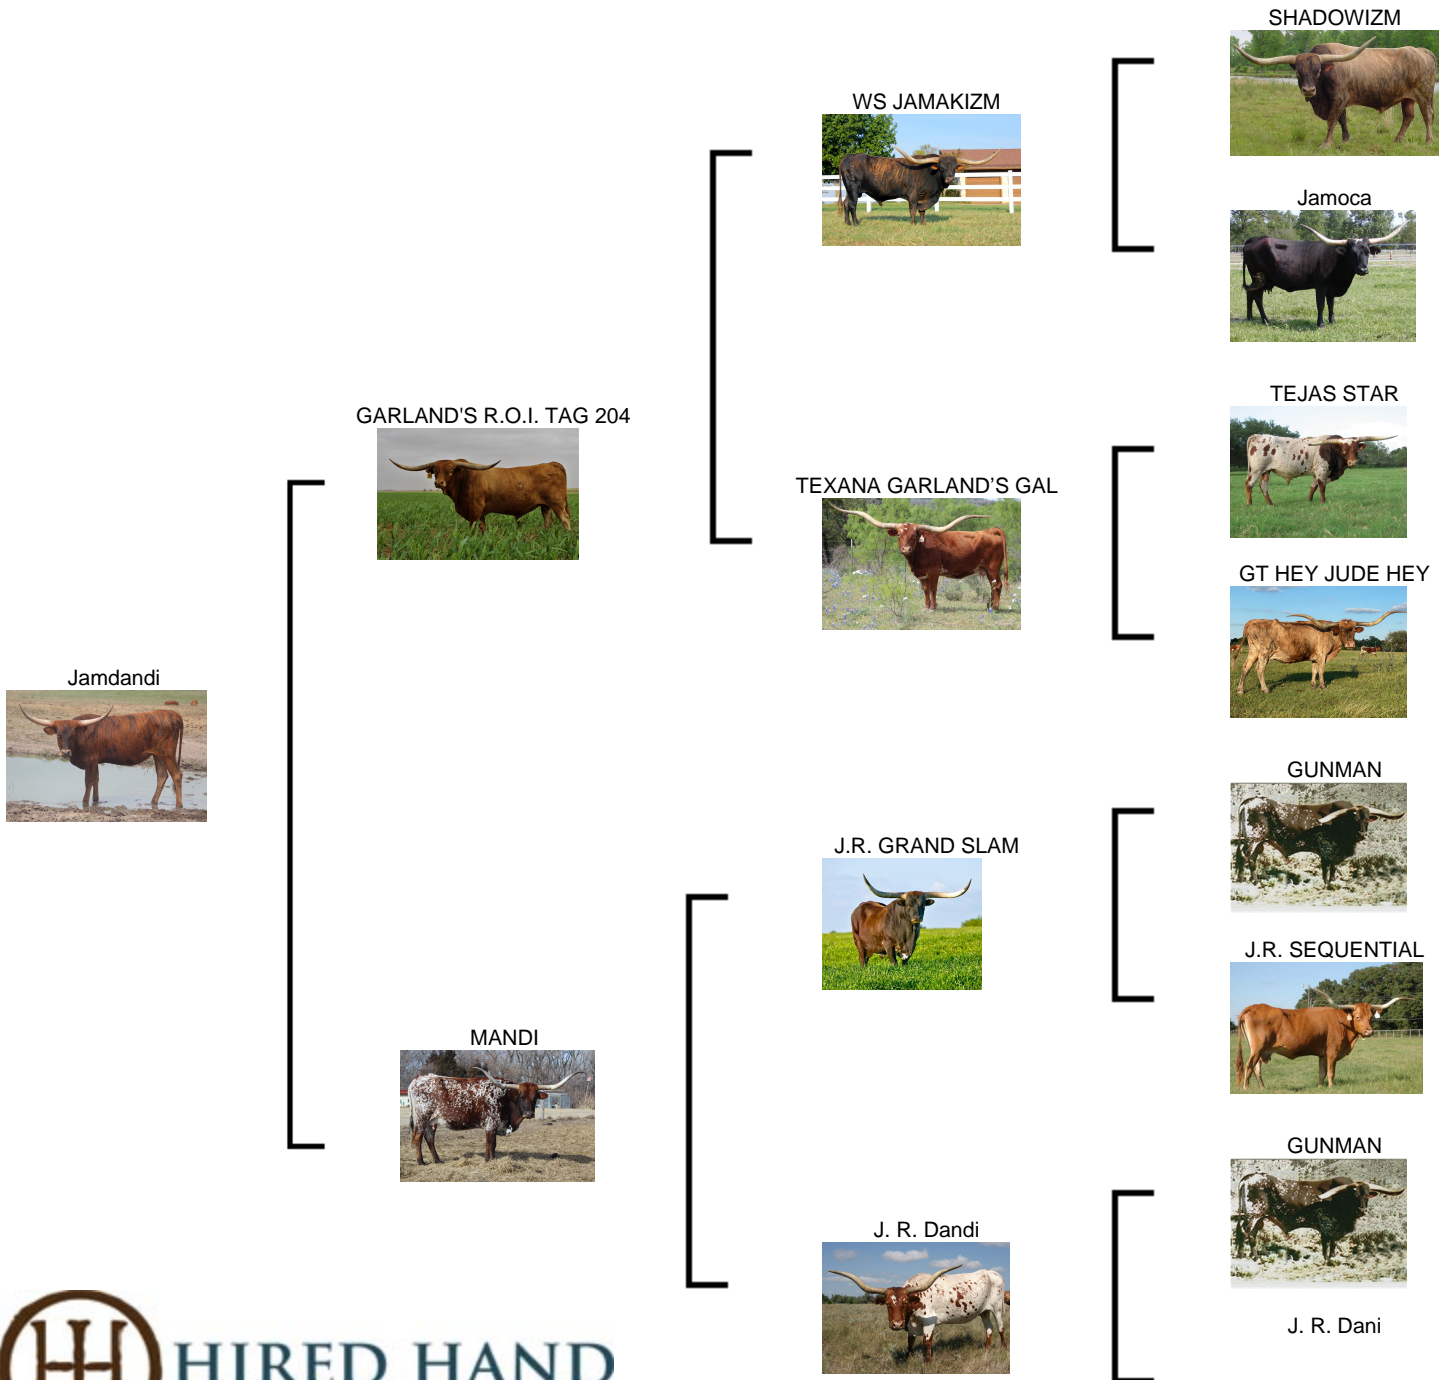 SHADOWIZM
WS JAMAKIZM
Jamoca
TEJAS STAR
GARLAND'S R.O.I. TAG 204
TEXANA GARLAND'S GAL
GT HEY JUDE HEY
Jamdandi
GUNMAN
J.R. GRAND SLAM
J.R. SEQUENTIAL
MANDI
GUNMAN
J. R. Dandi
J. R. Dani
HIRED HAND